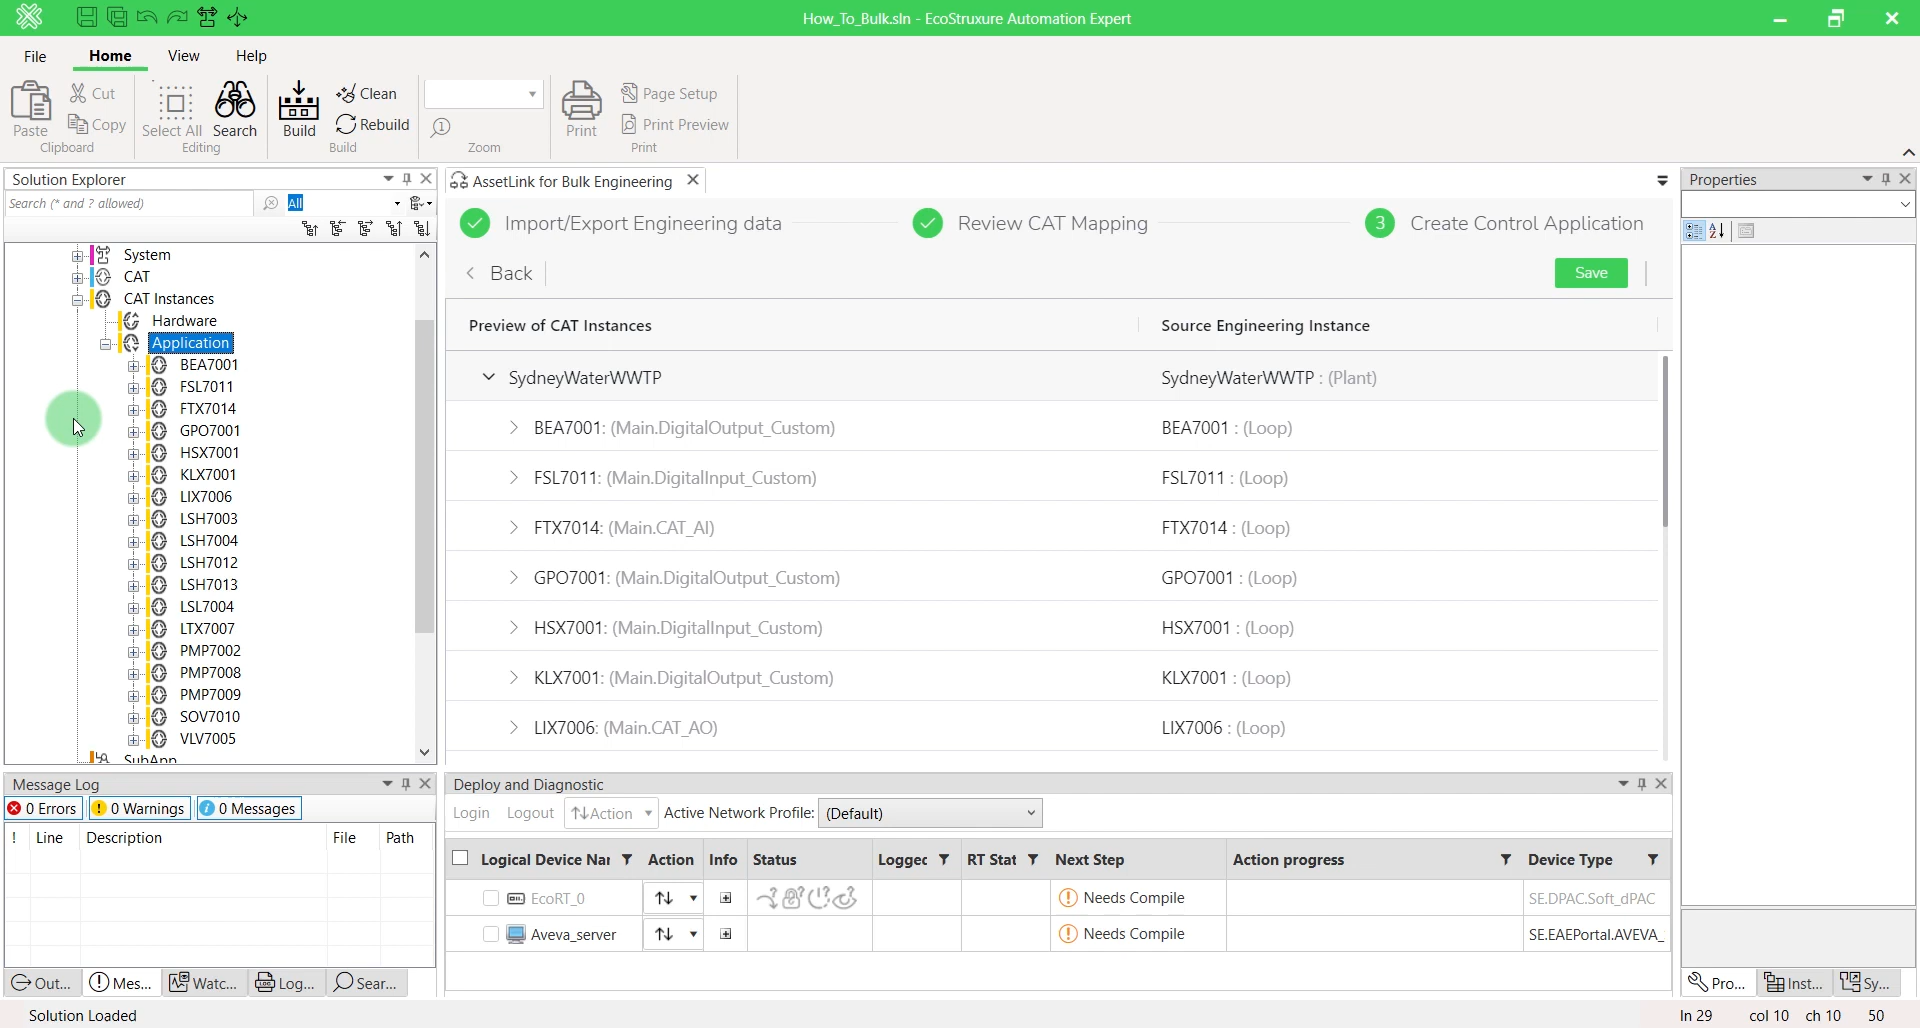 How_To_Bulk.sln - EcoStruxure Automation Expert
File Home View Help
Paste Cut Copy Clipboard
Select All Search Editing
Build Clean Rebuild Build
Zoom
Print Page Setup Print Preview Print
Solution Explorer
Search (* and ? allowed) All
System
CAT
CAT Instances
Hardware
Application
BEA7001
FSL7011
FTX7014
GPO7001
HSX7001
KLX7001
LIX7006
LSH7003
LSH7004
LSH7012
LSH7013
LSL7004
LTX7007
PMP7002
PMP7008
PMP7009
SOV7010
VLV7005
SubApp
AssetLink for Bulk Engineering
Import/Export Engineering data Review CAT Mapping 3 Create Control Application
Back Save
Preview of CAT Instances Source Engineering Instance
SydneyWaterWWTP SydneyWaterWWTP : (Plant)
BEA7001: (Main.DigitalOutput_Custom) BEA7001 : (Loop)
FSL7011: (Main.DigitalInput_Custom) FSL7011 : (Loop)
FTX7014: (Main.CAT_AI) FTX7014 : (Loop)
GPO7001: (Main.DigitalOutput_Custom) GPO7001 : (Loop)
HSX7001: (Main.DigitalInput_Custom) HSX7001 : (Loop)
KLX7001: (Main.DigitalOutput_Custom) KLX7001 : (Loop)
LIX7006: (Main.CAT_AO) LIX7006 : (Loop)
Properties
Message Log
0 Errors 0 Warnings 0 Messages
! Line Description File Path
Out... Mes... Watc... Log... Sear...
Deploy and Diagnostic
Login Logout Action Active Network Profile: (Default)
Logical Device Nar Action Info Status Loggec RT Stat Next Step Action progress Device Type
EcoRT_0 Needs Compile SE.DPAC.Soft_dPAC
Aveva_server Needs Compile SE.EAEPortal.AVEVA_
Pro... Inst... Sy...
Solution Loaded ln 29 col 10 ch 10 50